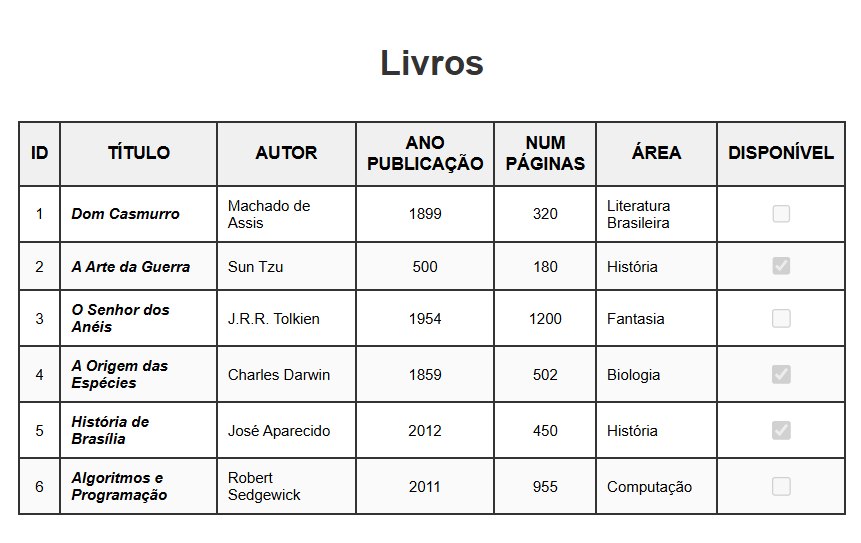 Livros
ID TÍTULO AUTOR ANO PUBLICAÇÃO NUM PÁGINAS ÁREA DISPONÍVEL
1 Dom Casmurro Machado de Assis 1899 320 Literatura Brasileira
2 A Arte da Guerra Sun Tzu 500 180 História
3 O Senhor dos Anéis J.R.R. Tolkien 1954 1200 Fantasia
4 A Origem das Espécies Charles Darwin 1859 502 Biologia
5 História de Brasília José Aparecido 2012 450 História
6 Algoritmos e Programação Robert Sedgewick 2011 955 Computação